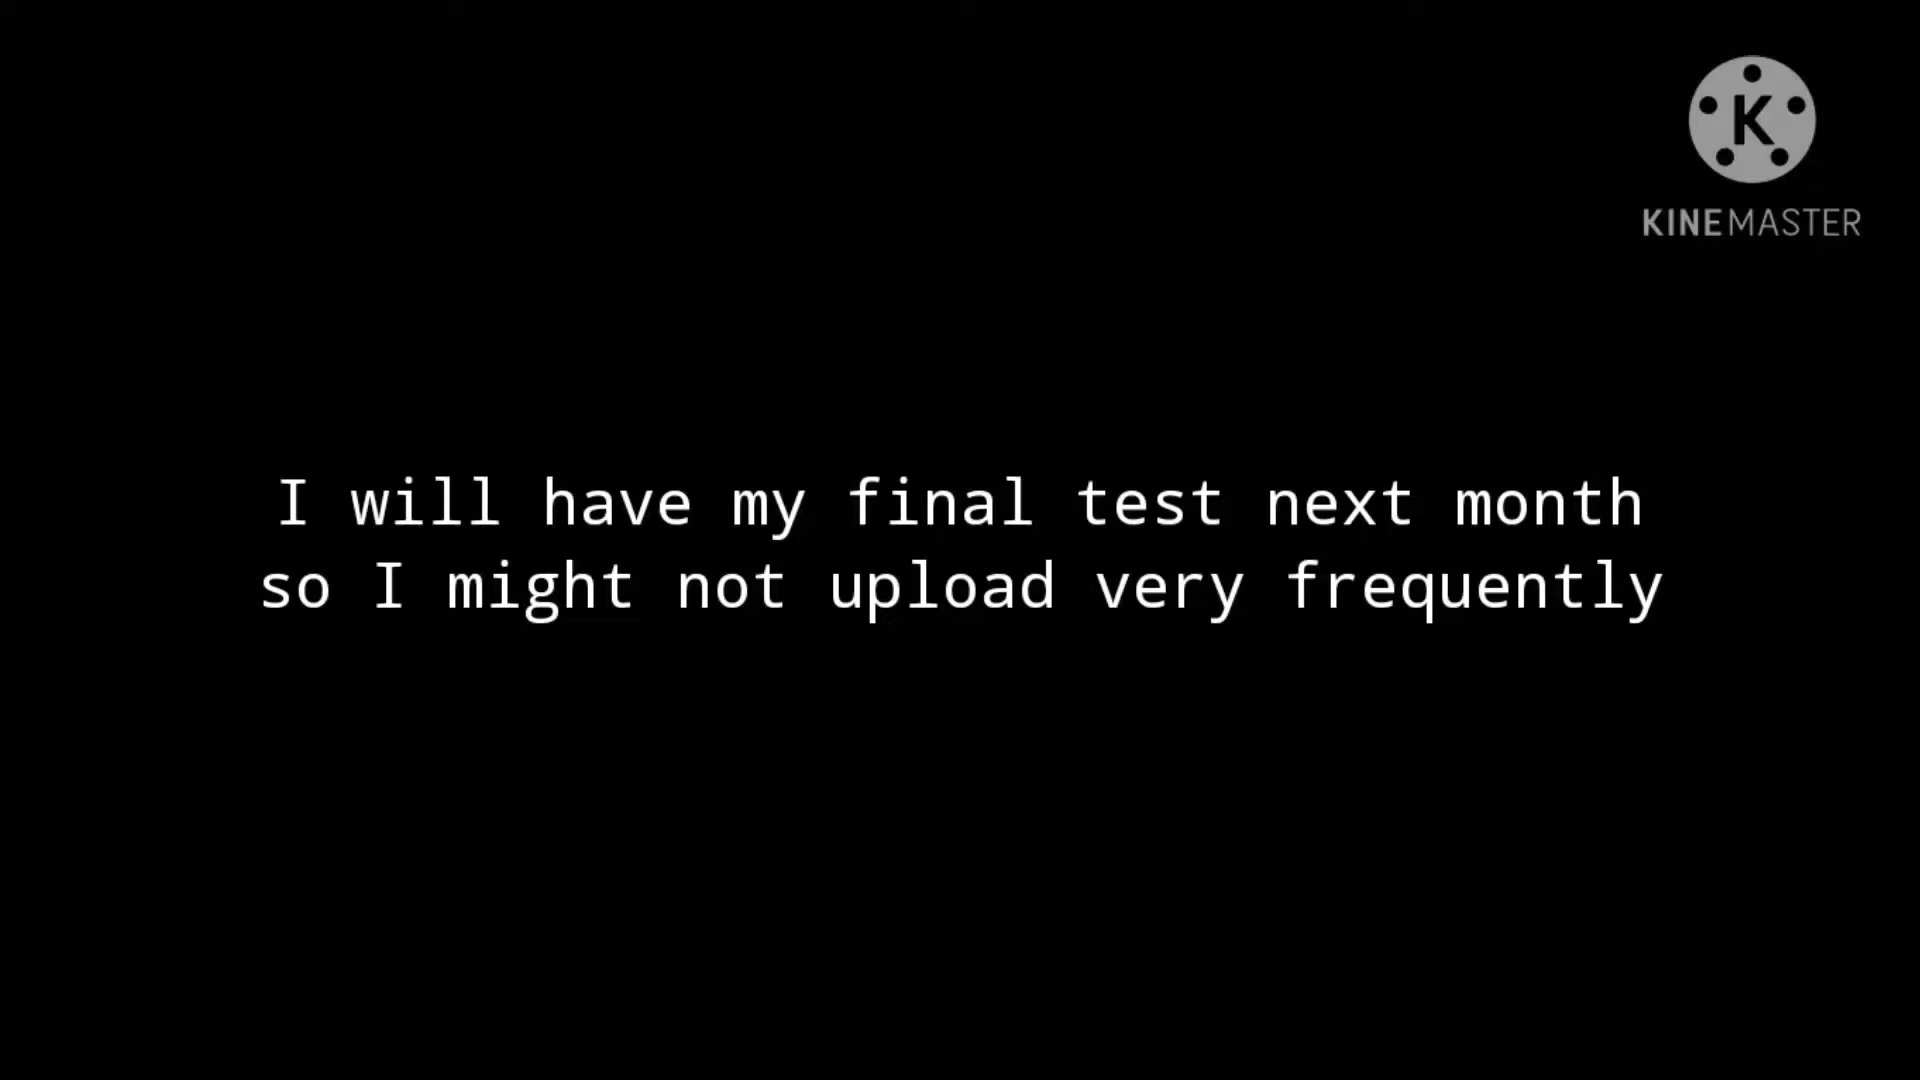 K
KINEMASTER
I will have my final test next month
so I might not upload very frequently